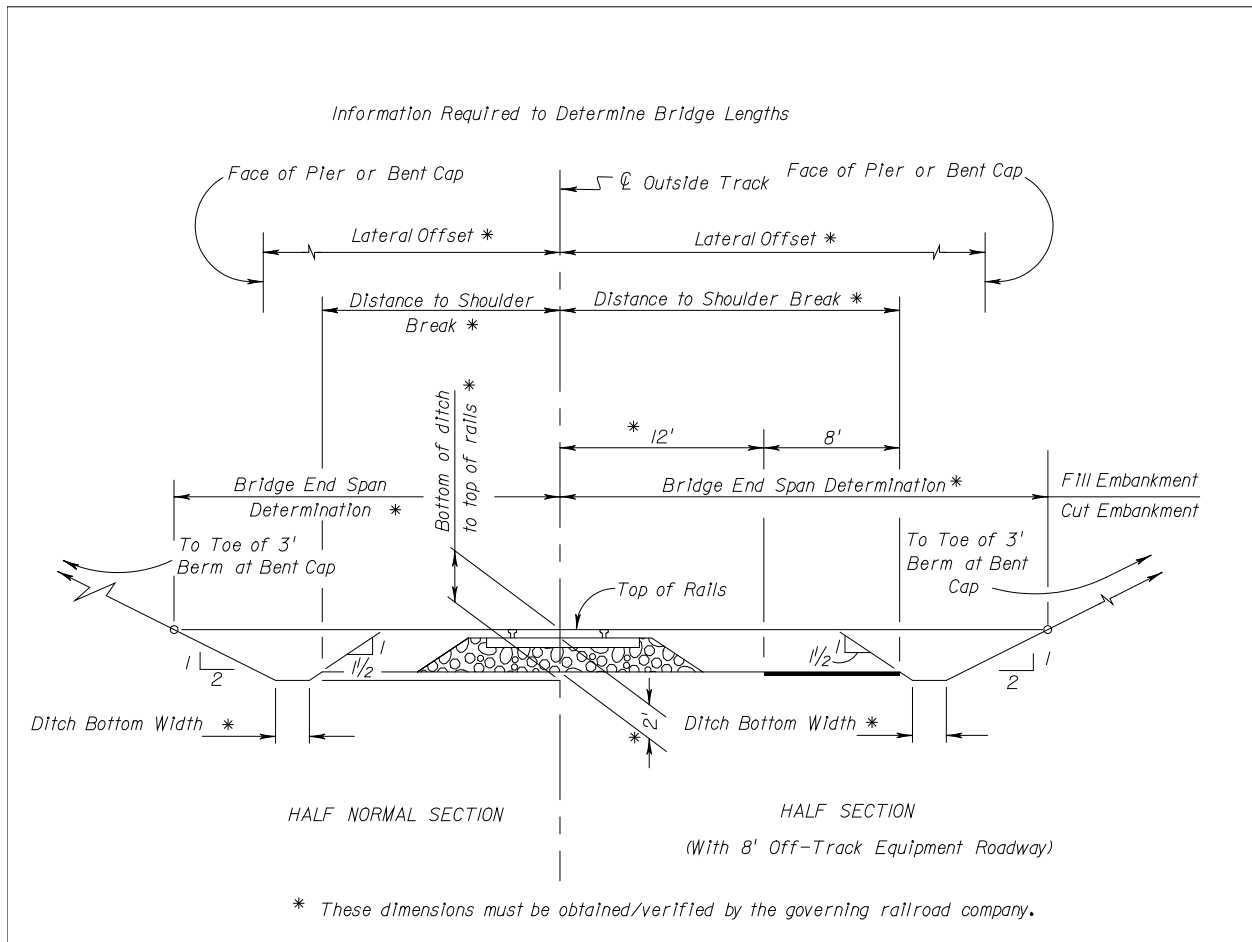 Information Required to Determine Bridge Lengths
Face of Pier or Bent Cap
℄ Outside Track
Face of Pier or Bent Cap
Lateral Offset *
Lateral Offset *
Distance to Shoulder
Break *
Distance to Shoulder Break *
Bottom of ditch
to top of rails *
* 12'
8'
Bridge End Span
Determination *
Bridge End Span Determination *
Fill Embankment
Cut Embankment
To Toe of 3'
Berm at Bent Cap
To Toe of 3'
Berm at Bent
Cap
Top of Rails
1
2
1
1½
1
1½
1
2
Ditch Bottom Width *
* 2'
Ditch Bottom Width *
HALF NORMAL SECTION
HALF SECTION
(With 8' Off-Track Equipment Roadway)
* These dimensions must be obtained/verified by the governing railroad company.